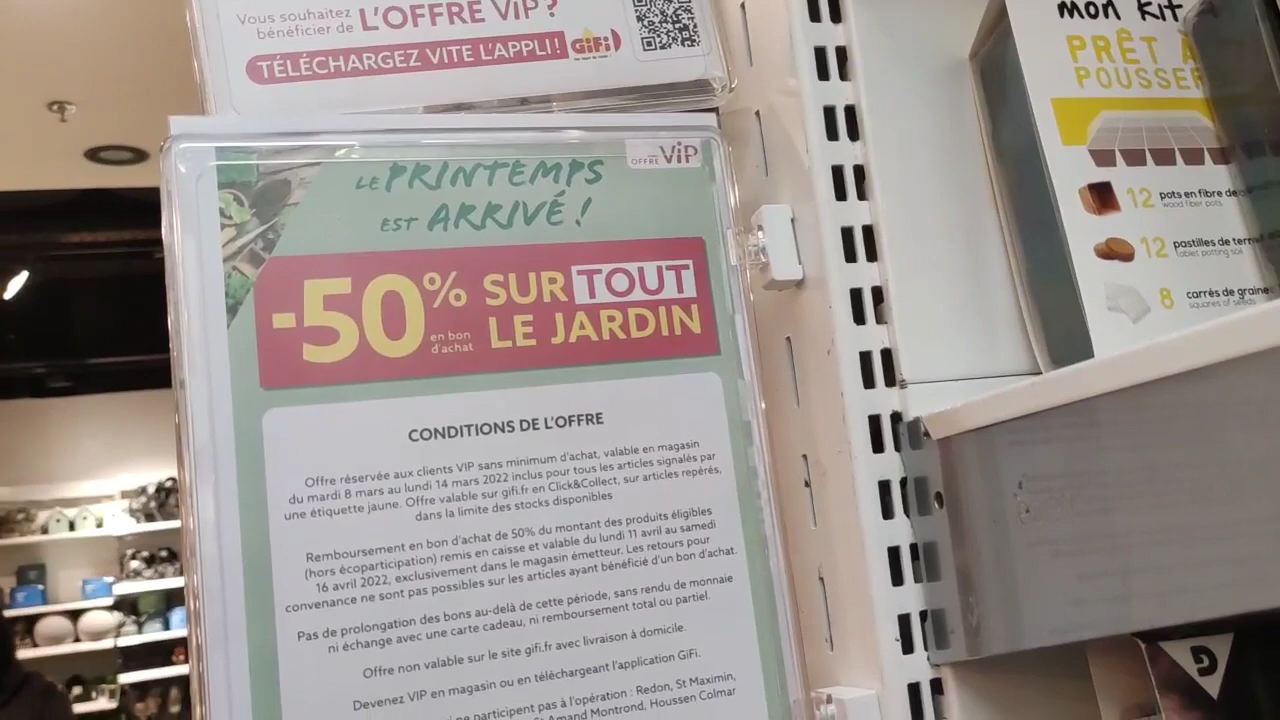 Vous souhaitez
bénéficier de L'OFFRE ViP ?
TÉLÉCHARGEZ VITE L'APPLI !
GiFi
OFFRE ViP
LE PRINTEMPS
EST ARRIVÉ !
-50% SUR TOUT
en bon
d'achat
LE JARDIN
CONDITIONS DE L'OFFRE
Offre réservée aux clients VIP sans minimum d'achat, valable en magasin
du mardi 8 mars au lundi 14 mars 2022 inclus pour tous les articles signalés par
une étiquette jaune. Offre valable sur gifi.fr en Click&Collect, sur articles repérés,
dans la limite des stocks disponibles
Remboursement en bon d'achat de 50% du montant des produits éligibles
(hors écoparticipation) remis en caisse et valable du lundi 11 avril au samedi
16 avril 2022, exclusivement dans le magasin émetteur. Les retours pour
convenance ne sont pas possibles sur les articles ayant bénéficié d'un bon d'achat.
Pas de prolongation des bons au-delà de cette période, sans rendu de monnaie
ni échange avec une carte cadeau, ni remboursement total ou partiel.
Offre non valable sur le site gifi.fr avec livraison à domicile.
Devenez VIP en magasin ou en téléchargeant l'application GiFi.
ne participent pas à l'opération : Redon, St Maximin,
Amand Montrond, Houssen Colmar
mon kit
PRÊT À
POUSSER
12 pots en fibre de
wood fiber pots
12 pastilles de terr
tablet potting soil
8 carrés de graine
squares of seeds